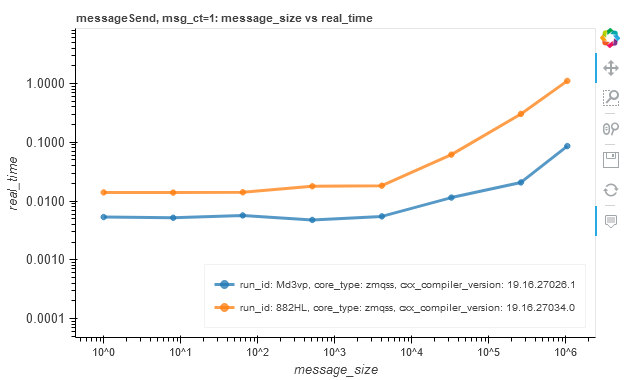 messageSend, msg_ct=1: message_size vs real_time
1.0000
0.1000
0.0100
0.0010
0.0001
real_time
run_id: Md3vp, core_type: zmqss, cxx_compiler_version: 19.16.27026.1
run_id: 882HL, core_type: zmqss, cxx_compiler_version: 19.16.27034.0
10^0 10^1 10^2 10^3 10^4 10^5 10^6
message_size